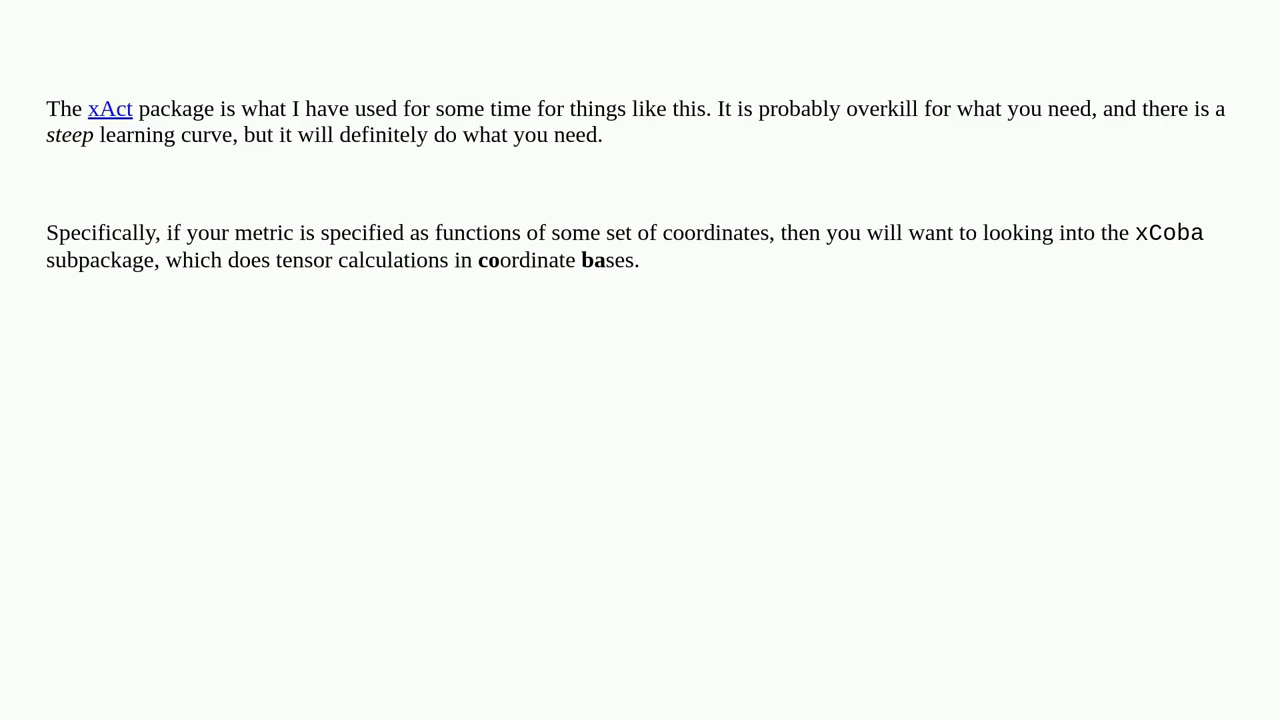 The xAct package is what I have used for some time for things like this. It is probably overkill for what you need, and there is a
steep learning curve, but it will definitely do what you need.
Specifically, if your metric is specified as functions of some set of coordinates, then you will want to looking into the xCoba
subpackage, which does tensor calculations in coordinate bases.